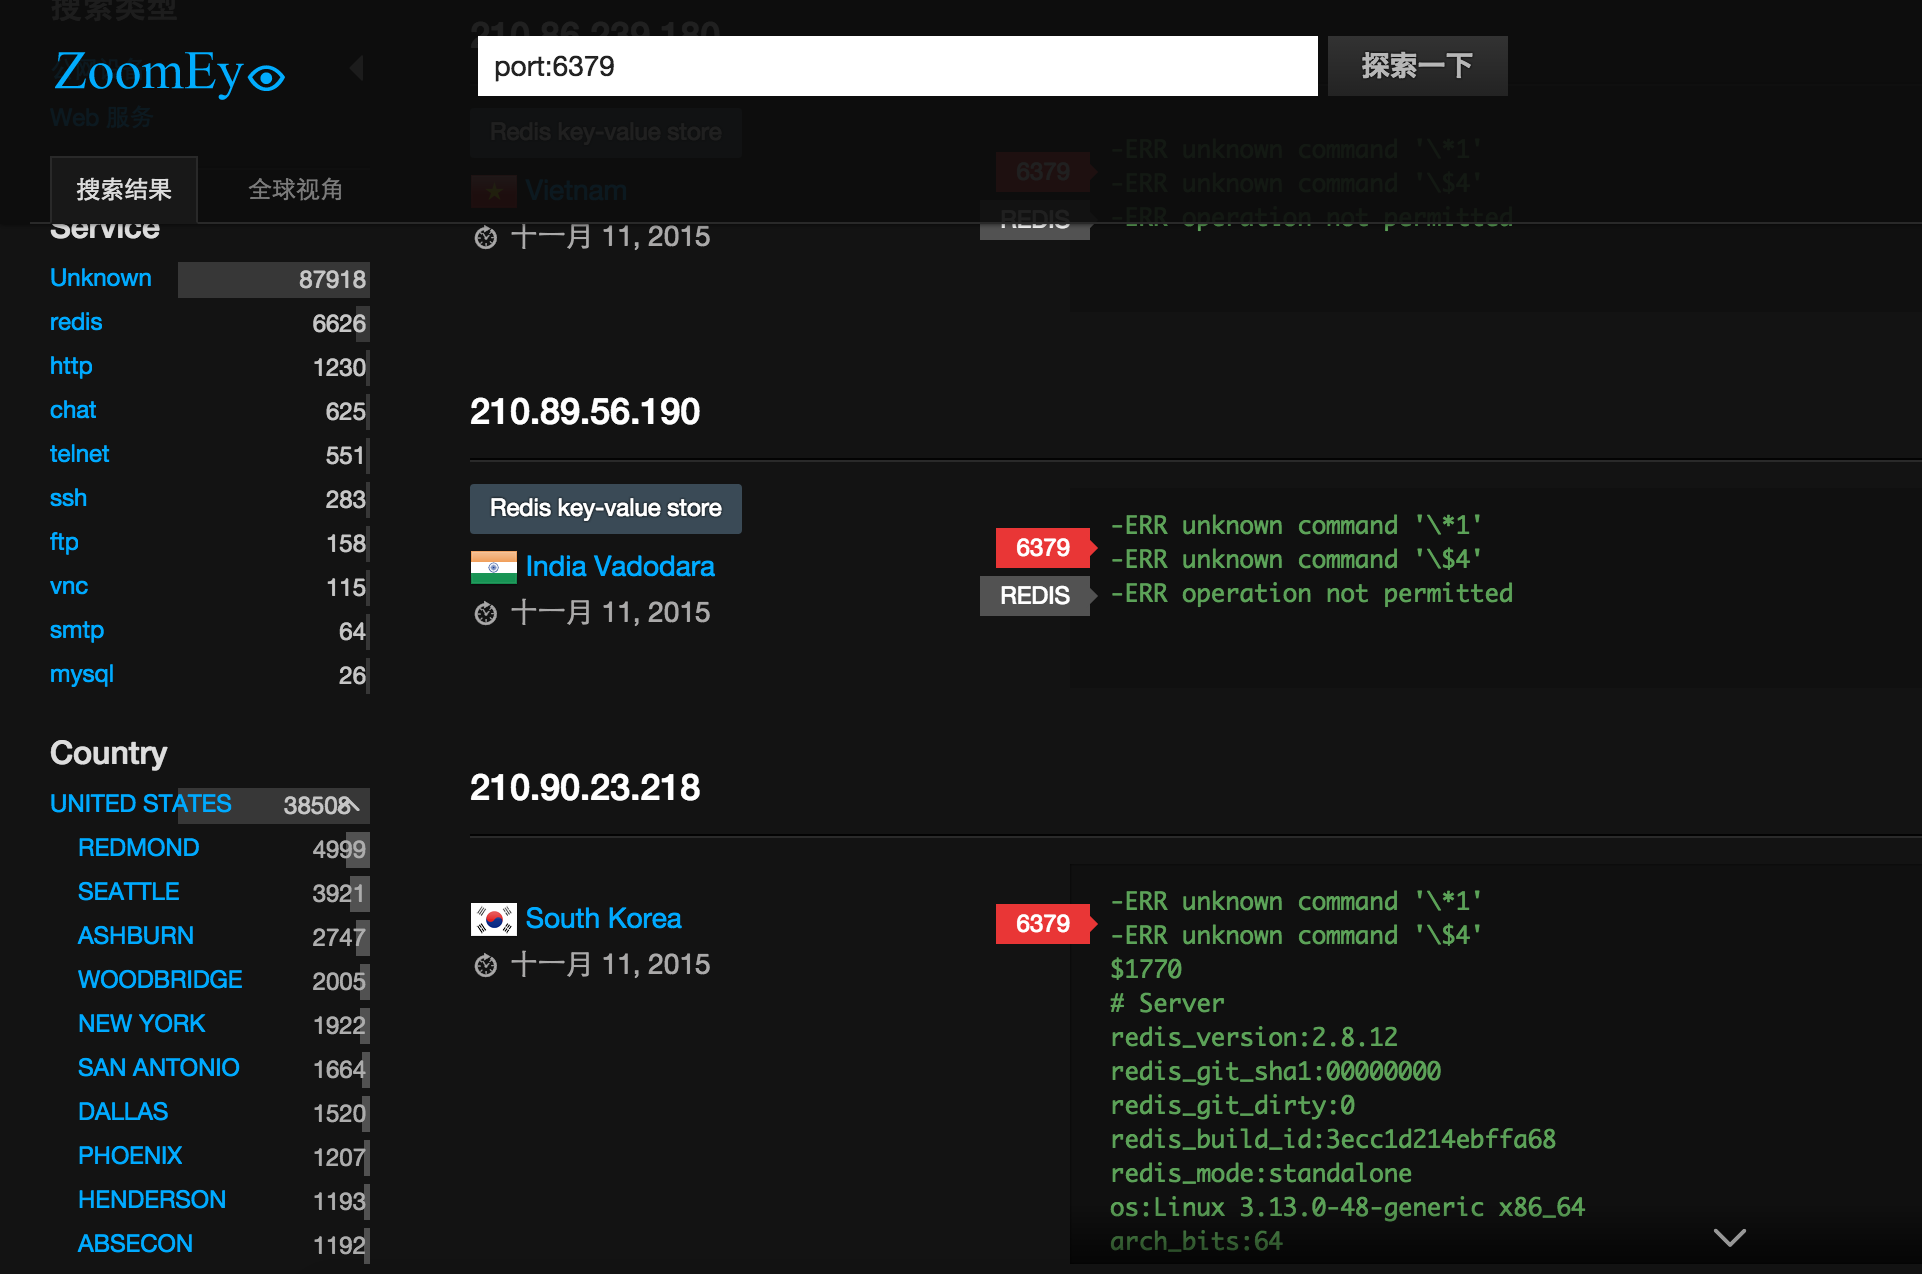 搜索类型
210.86.239.180
ZoomEye
port:6379
探索一下
Web 服务
Redis key-value store
-ERR unknown command '\*1'
6379
-ERR unknown command '\$4'
Vietnam
搜索结果
全球视角
REDIS
-ERR operation not permitted
Service
十一月 11, 2015
Unknown 87918
redis 6626
http 1230
chat 625
telnet 551
ssh 283
ftp 158
vnc 115
smtp 64
mysql 26
Country
UNITED STATES 38508
REDMOND 4999
SEATTLE 3921
ASHBURN 2747
WOODBRIDGE 2005
NEW YORK 1922
SAN ANTONIO 1664
DALLAS 1520
PHOENIX 1207
HENDERSON 1193
ABSECON 1192
210.89.56.190
Redis key-value store
India Vadodara
十一月 11, 2015
6379
REDIS
-ERR unknown command '\*1'
-ERR unknown command '\$4'
-ERR operation not permitted
210.90.23.218
South Korea
十一月 11, 2015
6379
-ERR unknown command '\*1'
-ERR unknown command '\$4'
$1770
# Server
redis_version:2.8.12
redis_git_sha1:00000000
redis_git_dirty:0
redis_build_id:3ecc1d214ebffa68
redis_mode:standalone
os:Linux 3.13.0-48-generic x86_64
arch_bits:64